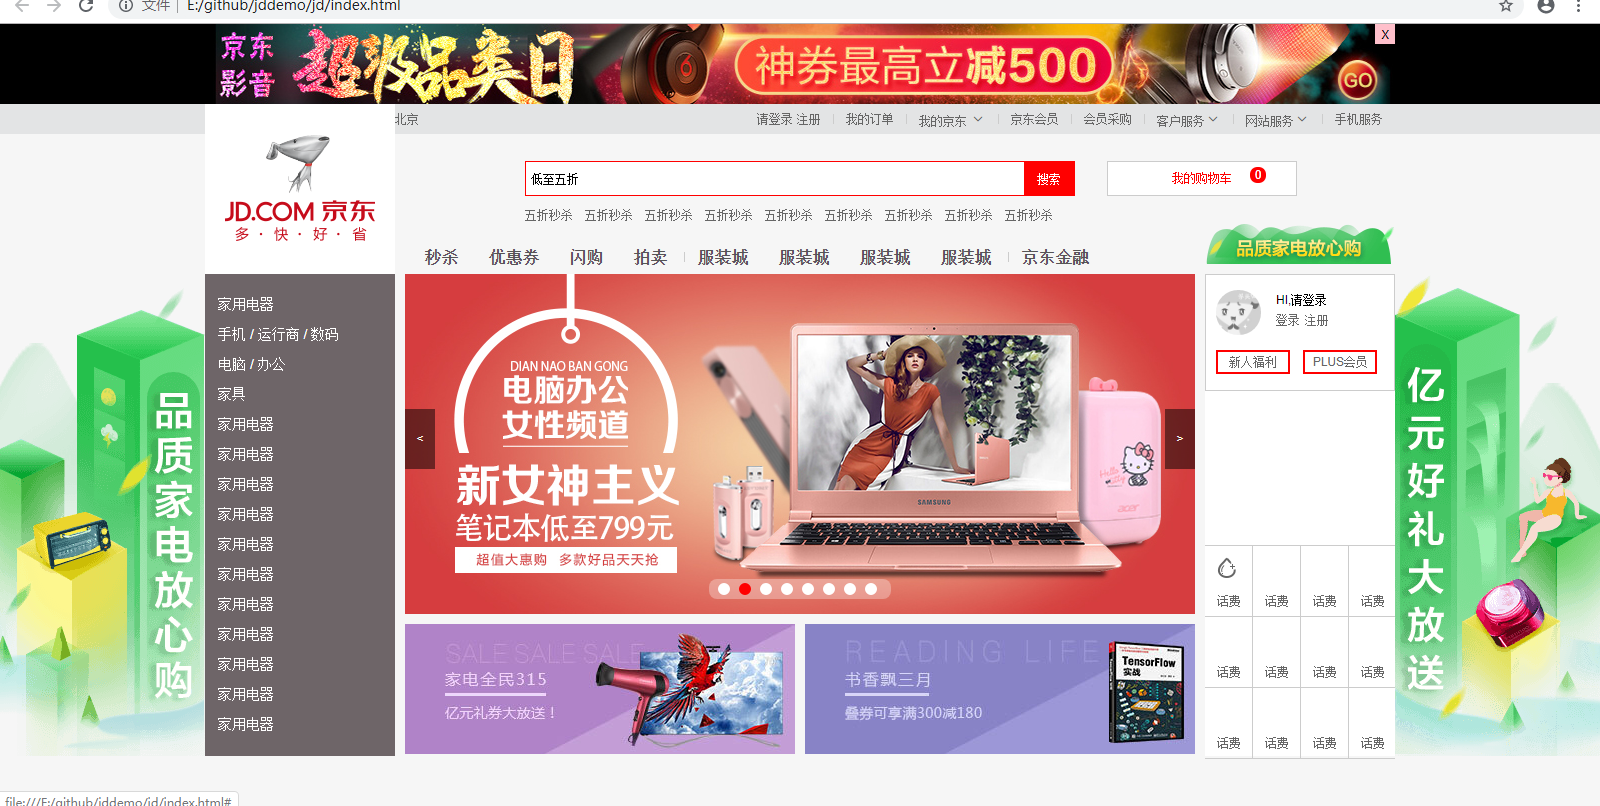 文件 | E:/github/jddemo/jd/index.html
京东
影音
超级品类日
神券最高立减500
GO
X
北京
请登录 注册
我的订单
我的京东
京东会员
会员采购
客户服务
网站服务
手机服务
JD.COM 京东
多·快·好·省
低至五折
搜索
我的购物车 0
五折秒杀 五折秒杀 五折秒杀 五折秒杀 五折秒杀 五折秒杀 五折秒杀 五折秒杀 五折秒杀
秒杀 优惠券 闪购 拍卖 服装城 服装城 服装城 服装城 京东金融
品质家电放心购
家用电器
手机 / 运行商 / 数码
电脑 / 办公
家具
家用电器
家用电器
家用电器
家用电器
家用电器
家用电器
家用电器
家用电器
家用电器
家用电器
家用电器
品质家电放心购
DIAN NAO BAN GONG
电脑办公
女性频道
新女神主义
笔记本低至799元
超值大惠购 多款好品天天抢
<
>
SAMSUNG
Hello Kitty
acer
HI,请登录
登录 注册
新人福利
PLUS会员
亿元好礼大放送
话费 话费 话费 话费
话费 话费 话费 话费
话费 话费 话费 话费
SALE SALE SALE
家电全民315
亿元礼券大放送！
READING LIFE
书香飘三月
叠券可享满300减180
TensorFlow
实战
file:///E:/github/jddemo/jd/index.html#